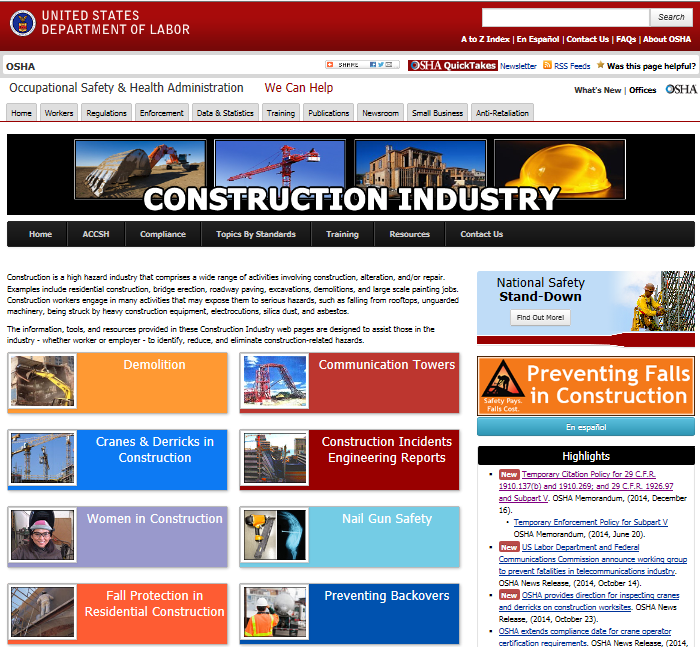 UNITED STATES
DEPARTMENT OF LABOR
Search
A to Z Index | En Español | Contact Us | FAQs | About OSHA
OSHA
SHARE
OSHA QuickTakes Newsletter RSS Feeds Was this page helpful?
Occupational Safety & Health Administration We Can Help
What's New | Offices OSHA
Home Workers Regulations Enforcement Data & Statistics Training Publications Newsroom Small Business Anti-Retaliation
CONSTRUCTION INDUSTRY
Home ACCSH Compliance Topics By Standards Training Resources Contact Us
Construction is a high hazard industry that comprises a wide range of activities involving construction, alteration, and/or repair.
Examples include residential construction, bridge erection, roadway paving, excavations, demolitions, and large scale painting jobs.
Construction workers engage in many activities that may expose them to serious hazards, such as falling from rooftops, unguarded
machinery, being struck by heavy construction equipment, electrocutions, silica dust, and asbestos.
The information, tools, and resources provided in these Construction Industry web pages are designed to assist those in the
industry - whether worker or employer - to identify, reduce, and eliminate construction-related hazards.
Demolition
Communication Towers
Cranes & Derricks in
Construction
Construction Incidents
Engineering Reports
Women in Construction
Nail Gun Safety
Fall Protection in
Residential Construction
Preventing Backovers
National Safety
Stand-Down
Find Out More!
Safety Pays.
Falls Cost.
Preventing Falls
in Construction
En español
Highlights
New Temporary Citation Policy for 29 C.F.R.
1910.137(b) and 1910.269; and 29 C.F.R. 1926.97
and Subpart V. OSHA Memorandum, (2014, December
16).
Temporary Enforcement Policy for Subpart V
OSHA Memorandum, (2014, June 20).
New US Labor Department and Federal
Communications Commission announce working group
to prevent fatalities in telecommunications industry.
OSHA News Release, (2014, October 14).
New OSHA provides direction for inspecting cranes
and derricks on construction worksites. OSHA News
Release, (2014, October 23).
OSHA extends compliance date for crane operator
certification requirements. OSHA News Release, (2014,